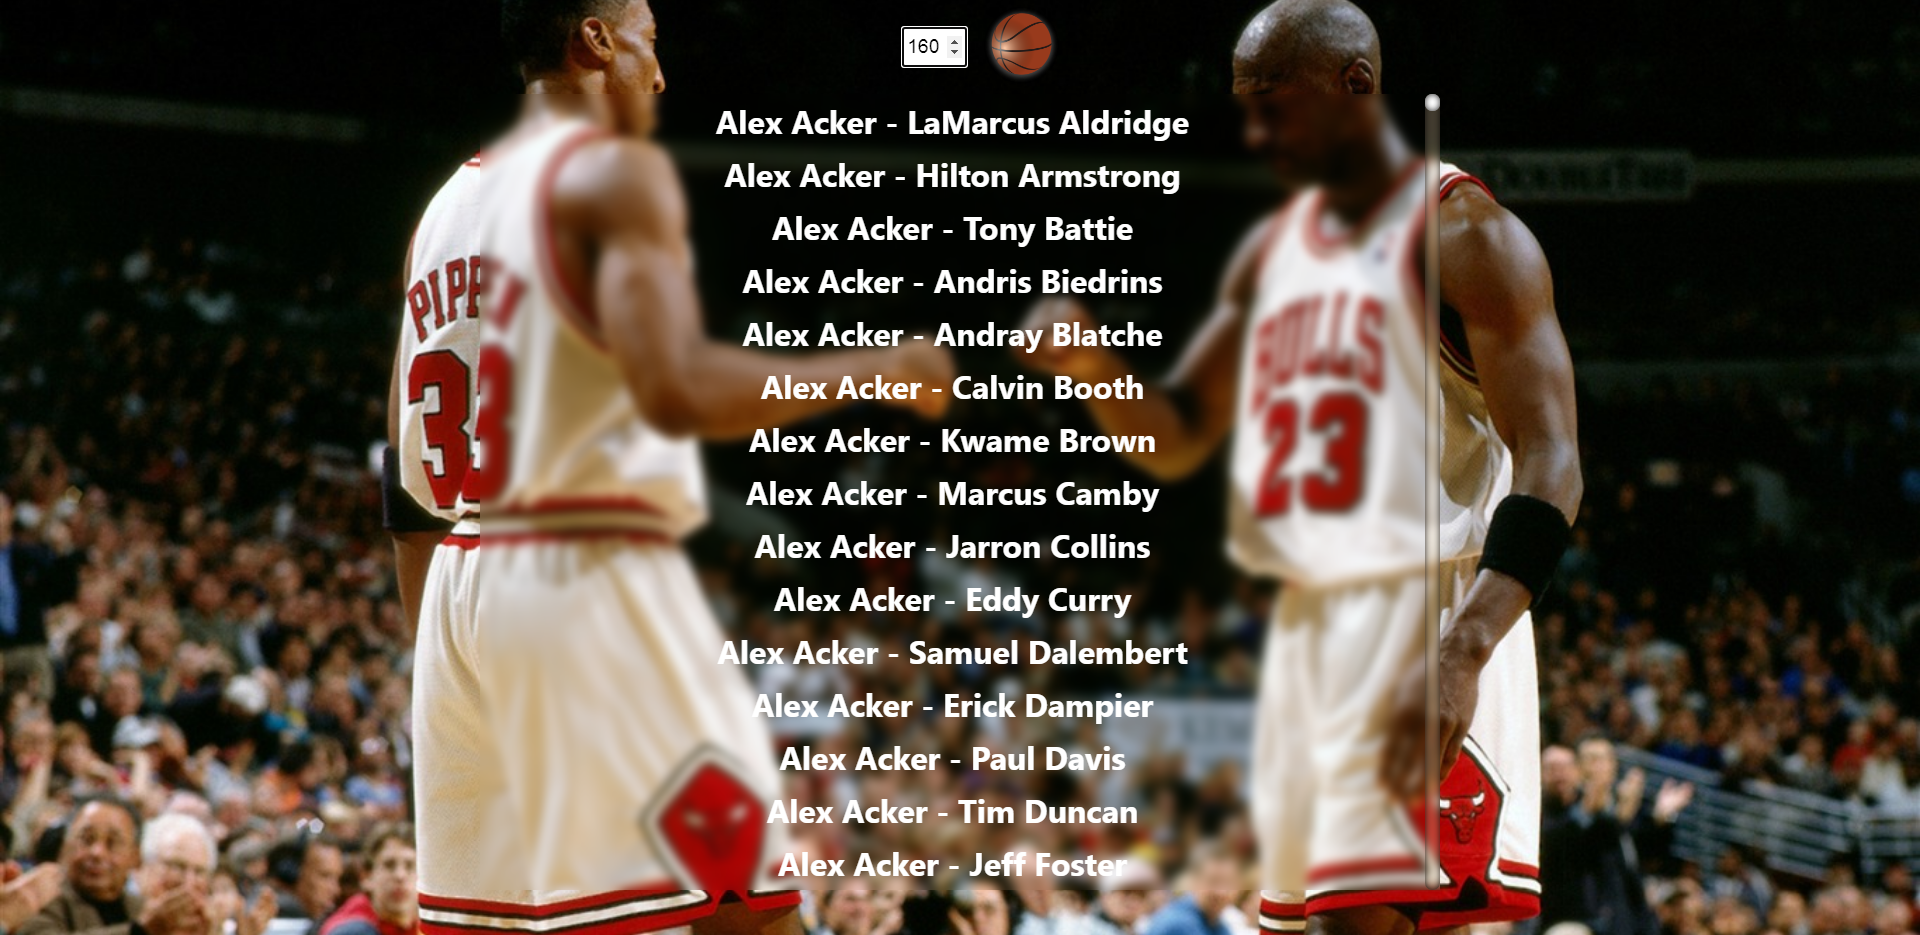 160
Alex Acker - LaMarcus Aldridge
Alex Acker - Hilton Armstrong
Alex Acker - Tony Battie
Alex Acker - Andris Biedrins
Alex Acker - Andray Blatche
Alex Acker - Calvin Booth
Alex Acker - Kwame Brown
Alex Acker - Marcus Camby
Alex Acker - Jarron Collins
Alex Acker - Eddy Curry
Alex Acker - Samuel Dalembert
Alex Acker - Erick Dampier
Alex Acker - Paul Davis
Alex Acker - Tim Duncan
Alex Acker - Jeff Foster
PIPPEN
33
BULLS
23